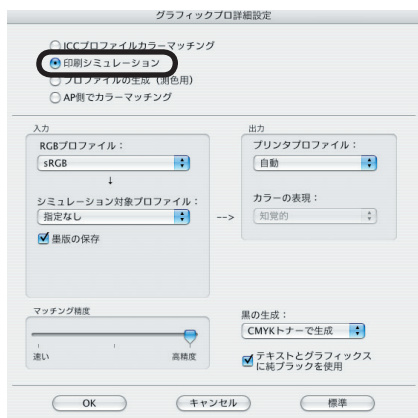 グラフィックプロ詳細設定
ICCプロファイルカラーマッチング
印刷シミュレーション
プロファイルの生成（測色用）
AP側でカラーマッチング
入力
RGBプロファイル：
sRGB
↓
シミュレーション対象プロファイル：
指定なし
墨版の保存
-->
出力
プリンタプロファイル：
自動
カラーの表現：
知覚的
マッチング精度
速い
高精度
黒の生成：
CMYKトナーで生成
テキストとグラフィックス
に純ブラックを使用
OK
キャンセル
標準